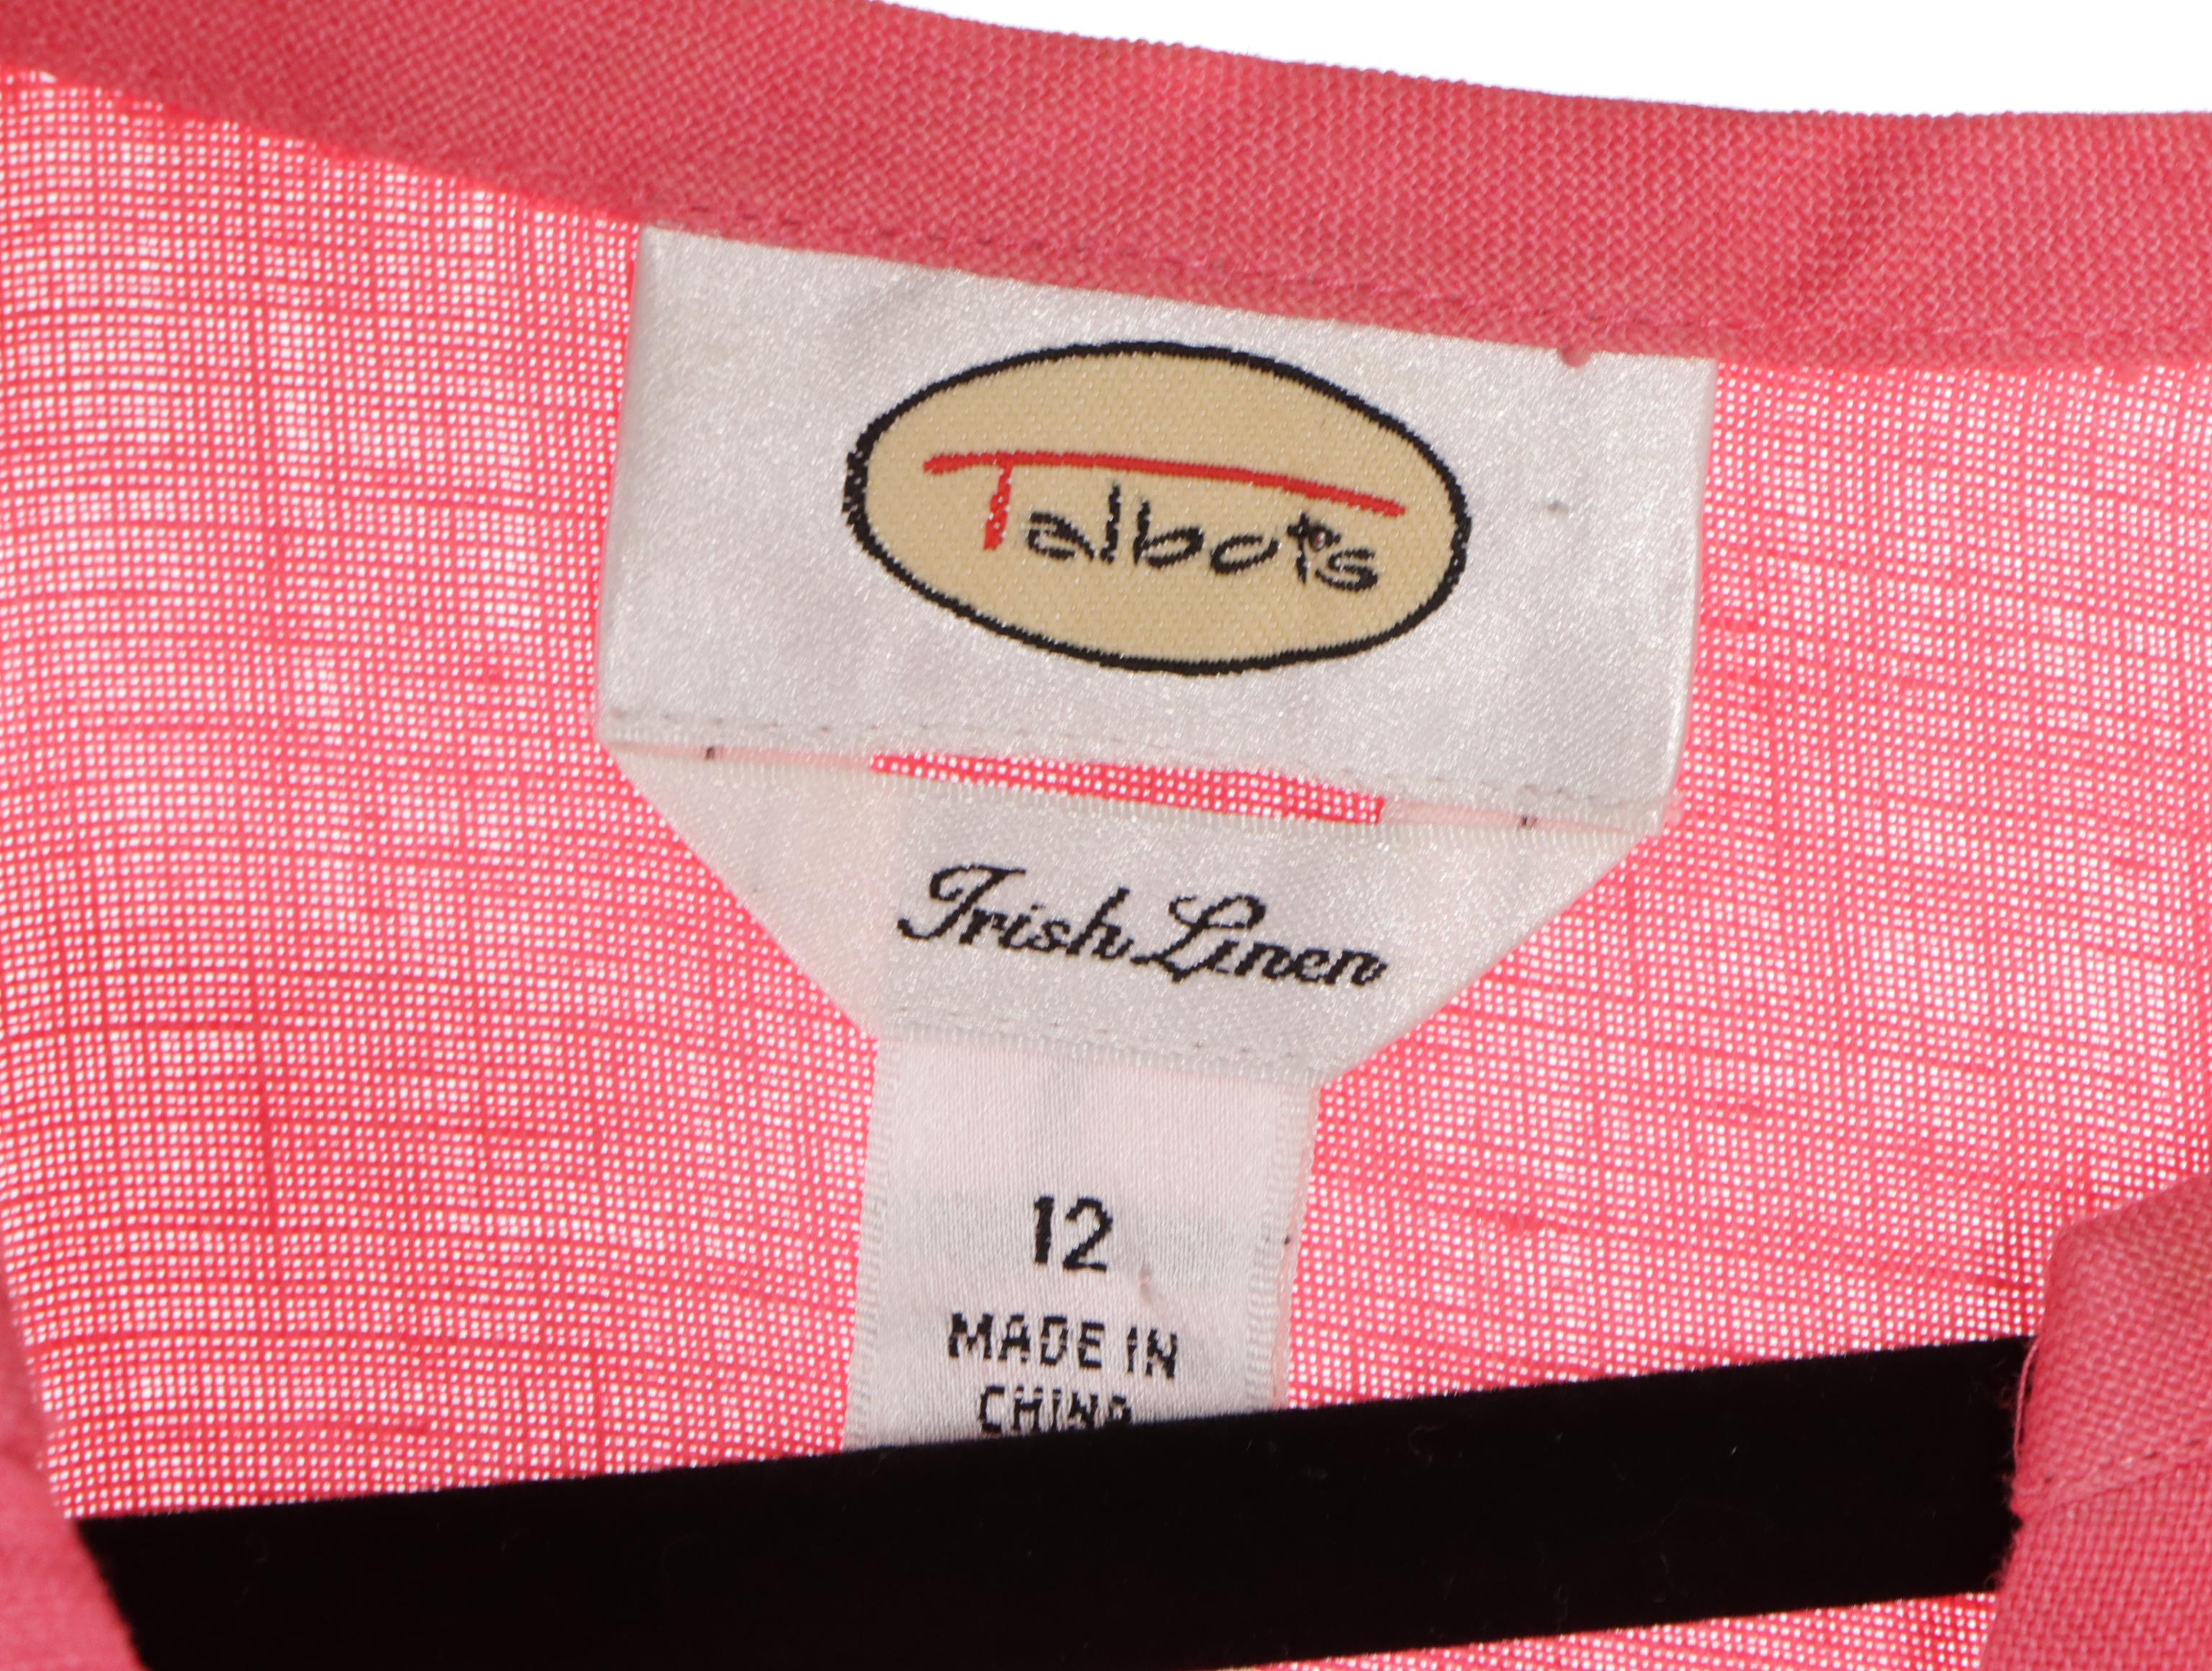 Talbots
Irish Linen
12
MADE IN
CHINA